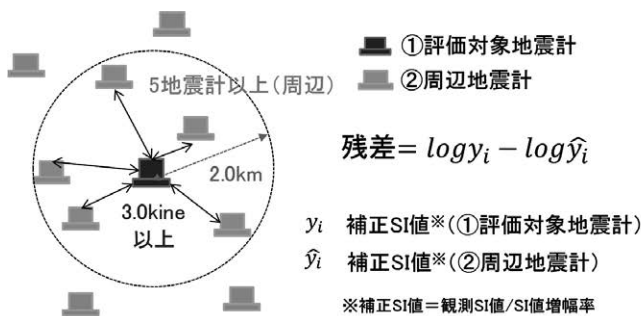 5地震計以上(周辺)
2.0km
3.0kine
以上
①評価対象地震計
②周辺地震計
残差= logyᵢ − logŷᵢ
yᵢ 補正SI値※(①評価対象地震計)
ŷᵢ 補正SI値※(②周辺地震計)
※補正SI値=観測SI値/SI値増幅率